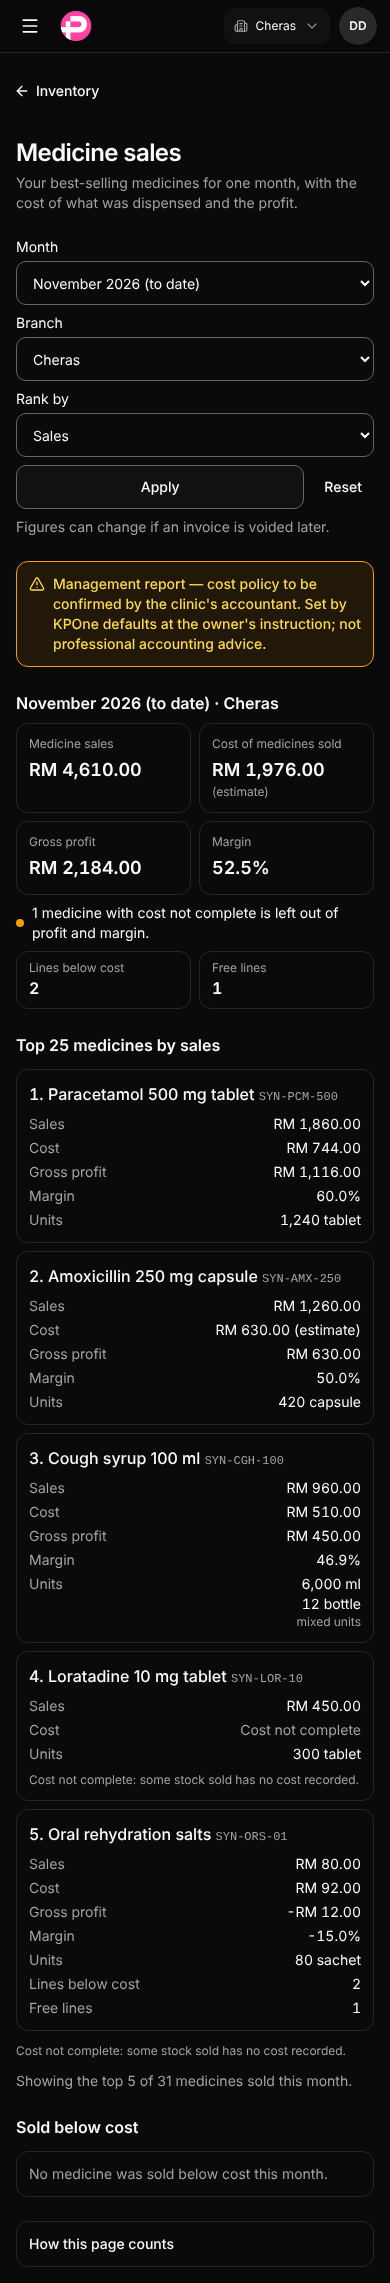 Cheras
DD
Inventory
Medicine sales
Your best-selling medicines for one month, with the
cost of what was dispensed and the profit.
Month
November 2026 (to date)
Branch
Cheras
Rank by
Sales
Apply
Reset
Figures can change if an invoice is voided later.
Management report — cost policy to be
confirmed by the clinic's accountant. Set by
KPOne defaults at the owner's instruction; not
professional accounting advice.
November 2026 (to date) · Cheras
Medicine sales
RM 4,610.00
Cost of medicines sold
RM 1,976.00
(estimate)
Gross profit
RM 2,184.00
Margin
52.5%
1 medicine with cost not complete is left out of
profit and margin.
Lines below cost
2
Free lines
1
Top 25 medicines by sales
1. Paracetamol 500 mg tablet SYN-PCM-500
Sales RM 1,860.00
Cost RM 744.00
Gross profit RM 1,116.00
Margin 60.0%
Units 1,240 tablet
2. Amoxicillin 250 mg capsule SYN-AMX-250
Sales RM 1,260.00
Cost RM 630.00 (estimate)
Gross profit RM 630.00
Margin 50.0%
Units 420 capsule
3. Cough syrup 100 ml SYN-CGH-100
Sales RM 960.00
Cost RM 510.00
Gross profit RM 450.00
Margin 46.9%
Units 6,000 ml
12 bottle
mixed units
4. Loratadine 10 mg tablet SYN-LOR-10
Sales RM 450.00
Cost Cost not complete
Units 300 tablet
Cost not complete: some stock sold has no cost recorded.
5. Oral rehydration salts SYN-ORS-01
Sales RM 80.00
Cost RM 92.00
Gross profit -RM 12.00
Margin -15.0%
Units 80 sachet
Lines below cost 2
Free lines 1
Cost not complete: some stock sold has no cost recorded.
Showing the top 5 of 31 medicines sold this month.
Sold below cost
No medicine was sold below cost this month.
How this page counts